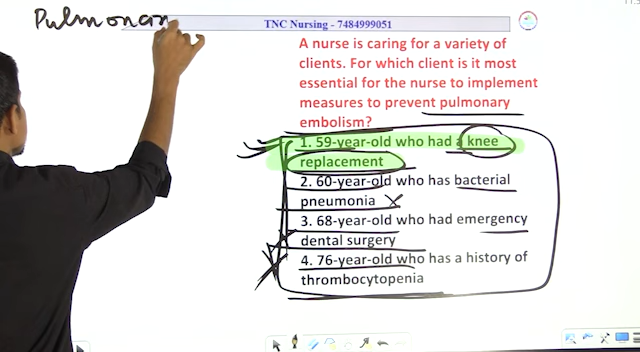 Pulmonary
TNC Nursing - 7484999051
A nurse is caring for a variety of
clients. For which client is it most
essential for the nurse to implement
measures to prevent pulmonary
embolism?
1. 59-year-old who had a knee
replacement
2. 60-year-old who has bacterial
pneumonia
3. 68-year-old who had emergency
dental surgery
4. 76-year-old who has a history of
thrombocytopenia